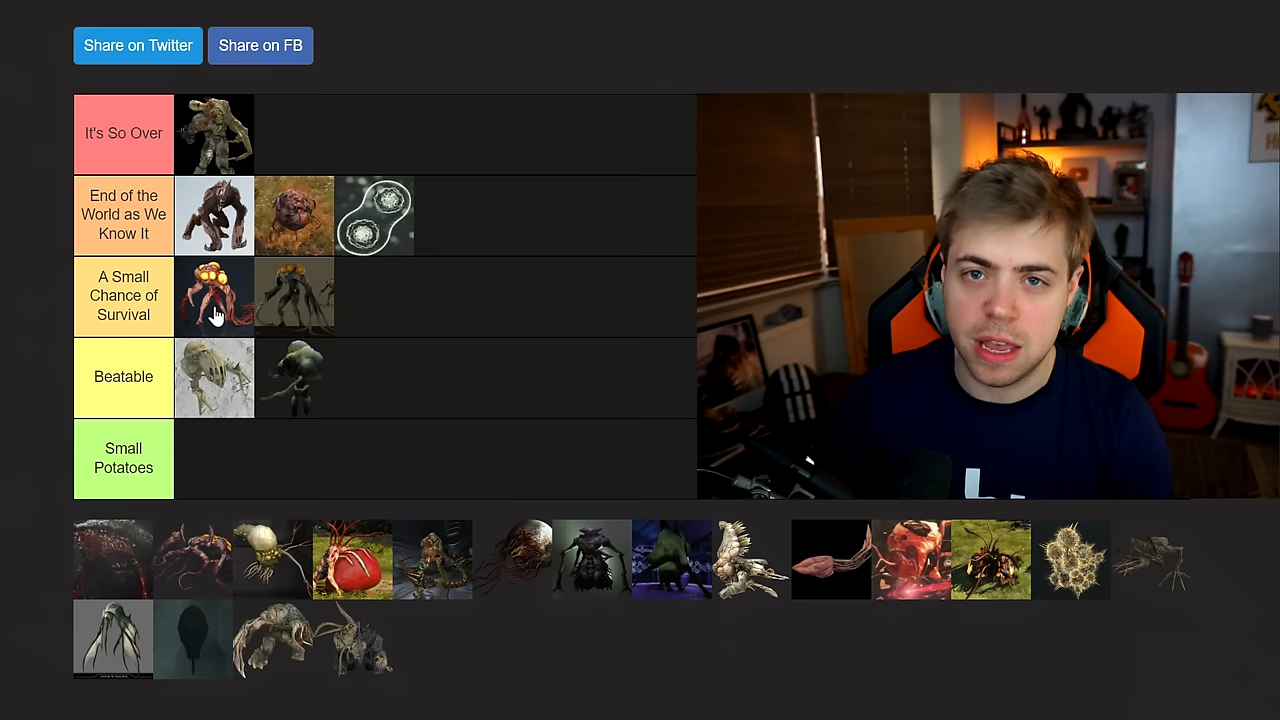 Share on Twitter
Share on FB
It's So Over
End of the
World as We
Know It
A Small
Chance of
Survival
Beatable
Small
Potatoes